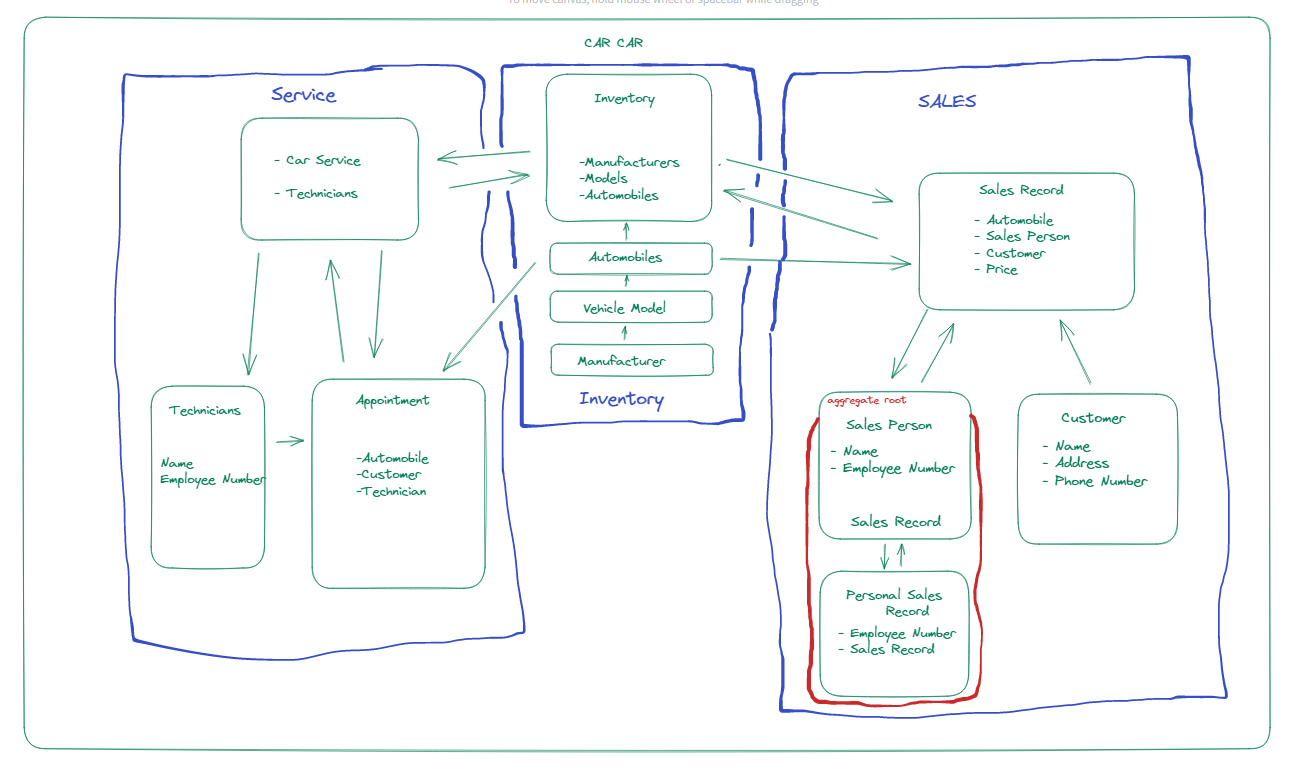 To move canvas, hold mouse wheel or spacebar while dragging
CAR CAR
Service
- Car Service
- Technicians
Technicians
Name
Employee Number
Appointment
-Automobile
-Customer
-Technician
Inventory
-Manufacturers
-Models
-Automobiles
Automobiles
Vehicle Model
Manufacturer
Inventory
SALES
Sales Record
- Automobile
- Sales Person
- Customer
- Price
aggregate root
Sales Person
- Name
- Employee Number
Sales Record
Personal Sales
Record
- Employee Number
- Sales Record
Customer
- Name
- Address
- Phone Number